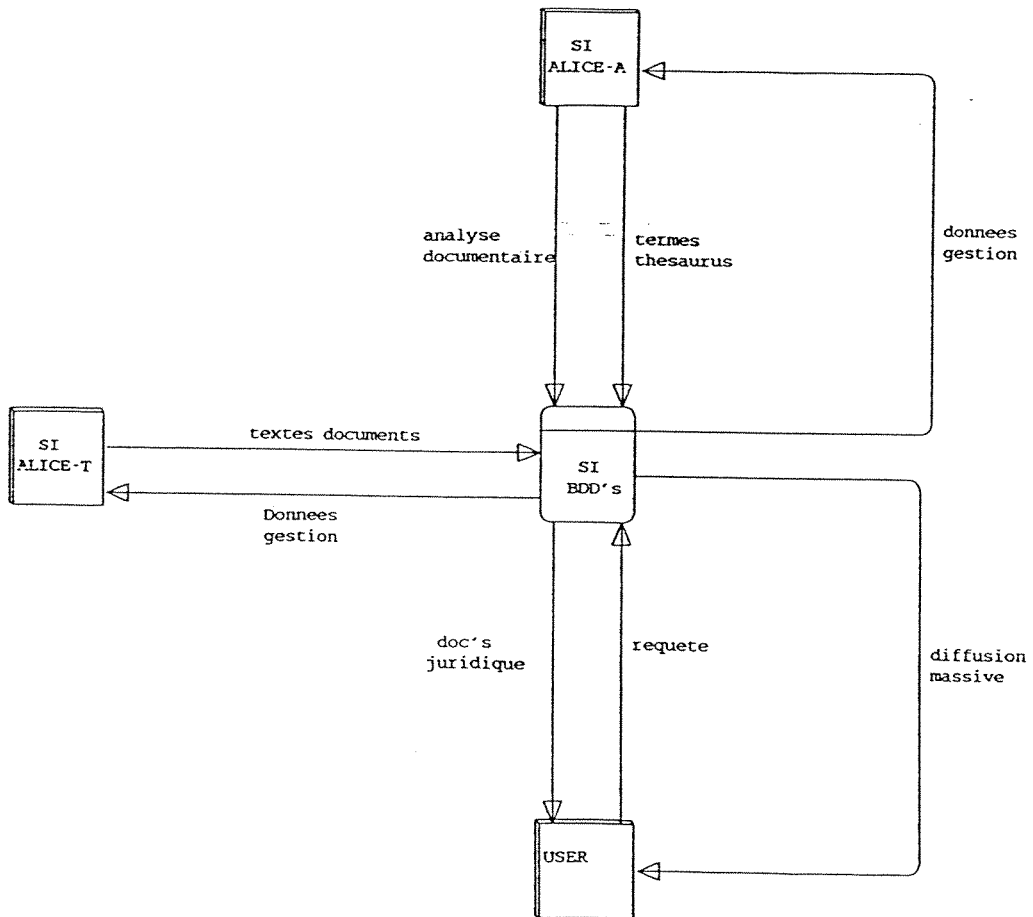 SI
ALICE-A
analyse
documentaire
termes
thesaurus
donnees
gestion
SI
ALICE-T
textes documents
Donnees
gestion
SI
BDD's
doc's
juridique
requete
diffusion
massive
USER